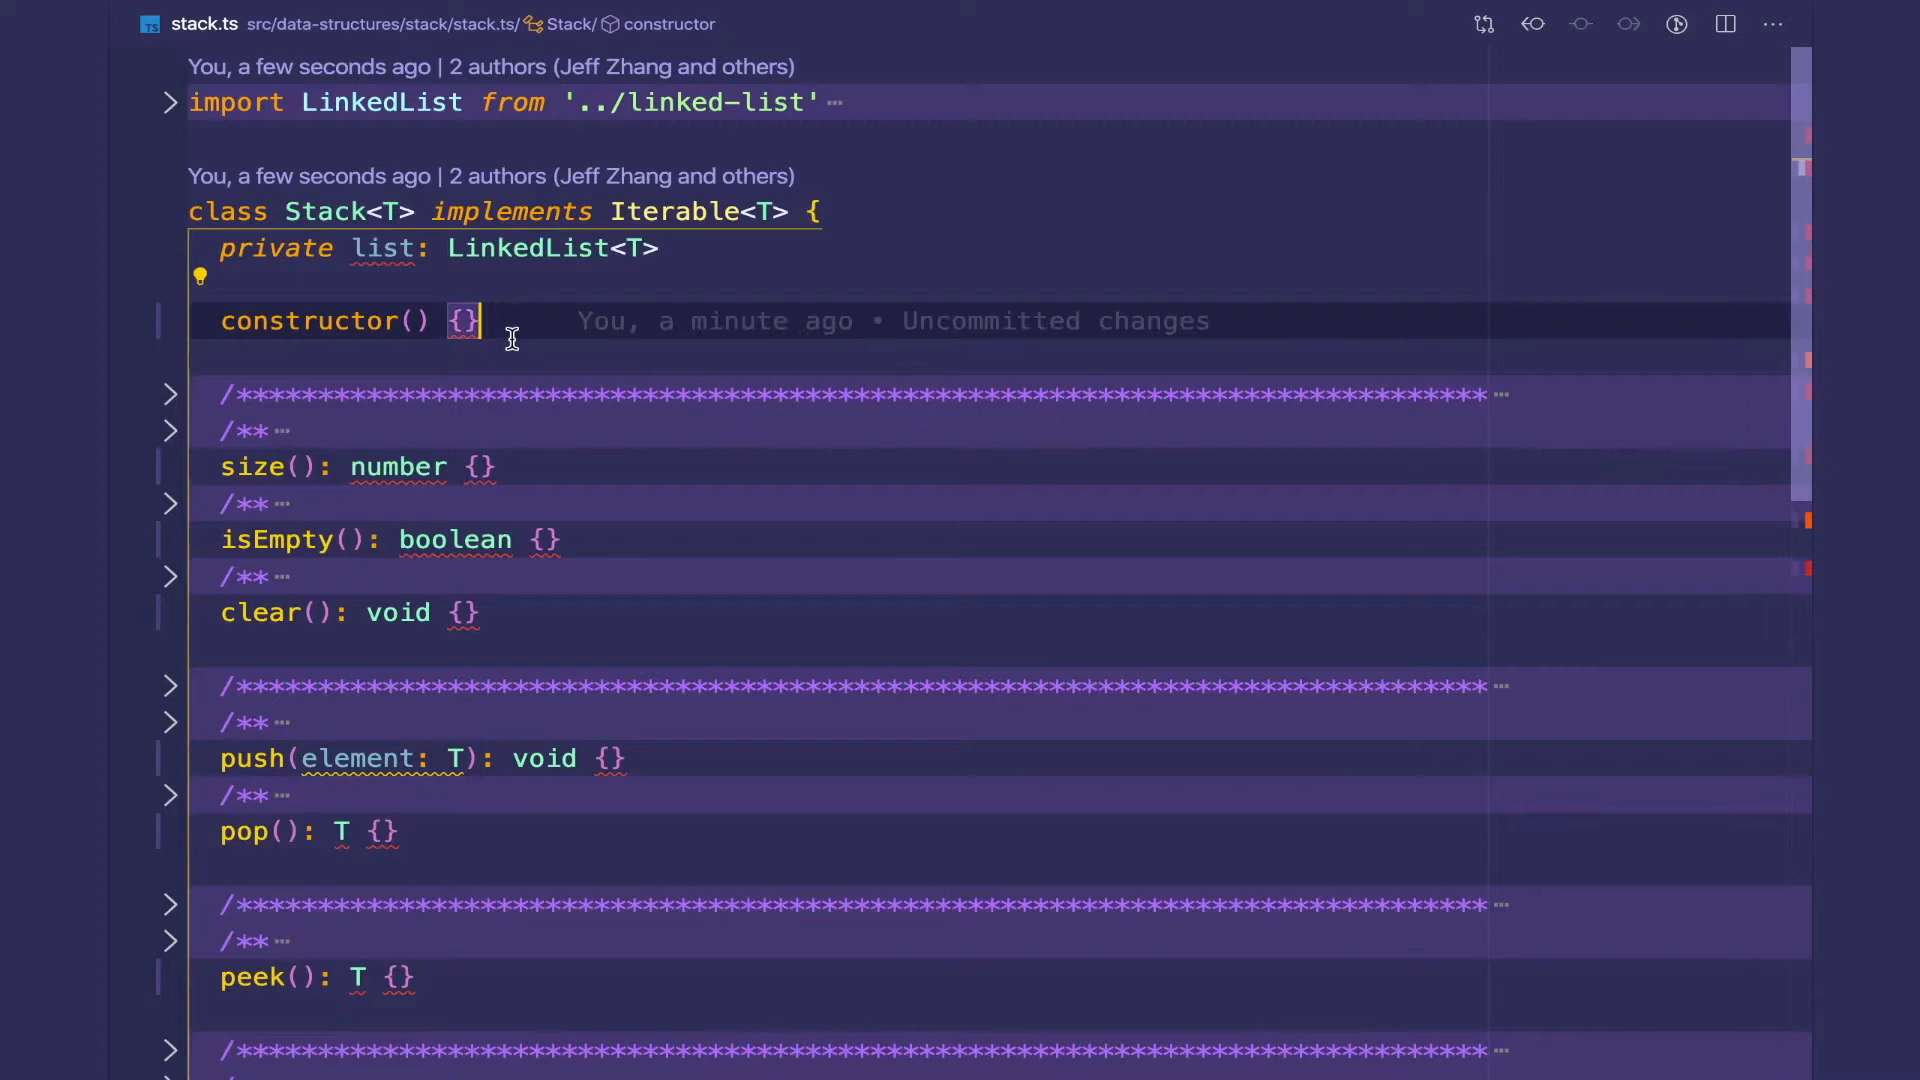 stack.ts src/data-structures/stack/stack.ts/ Stack/ constructor
You, a few seconds ago | 2 authors (Jeff Zhang and others)
import LinkedList from '../linked-list' ···
You, a few seconds ago | 2 authors (Jeff Zhang and others)
class Stack<T> implements Iterable<T> {
private list: LinkedList<T>
constructor() {} You, a minute ago • Uncommitted changes
/***************************************************************************** ···
/** ···
size(): number {}
/** ···
isEmpty(): boolean {}
/** ···
clear(): void {}
/***************************************************************************** ···
/** ···
push(element: T): void {}
/** ···
pop(): T {}
/***************************************************************************** ···
/** ···
peek(): T {}
/***************************************************************************** ···